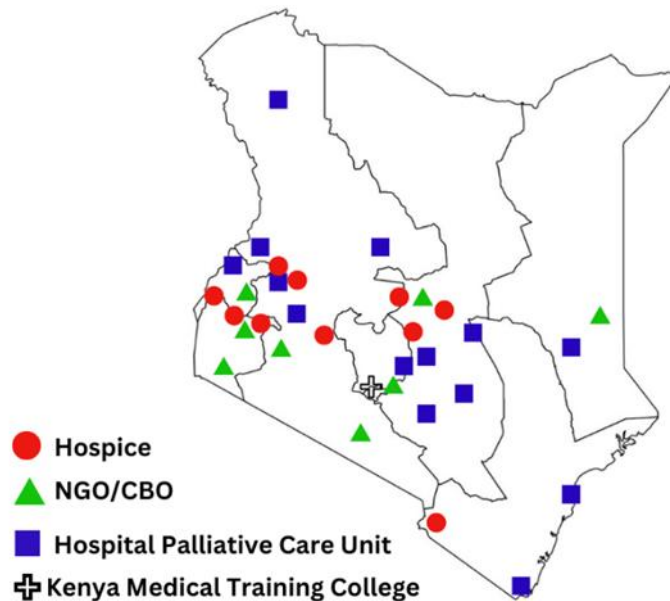 Hospice
NGO/CBO
Hospital Palliative Care Unit
Kenya Medical Training College